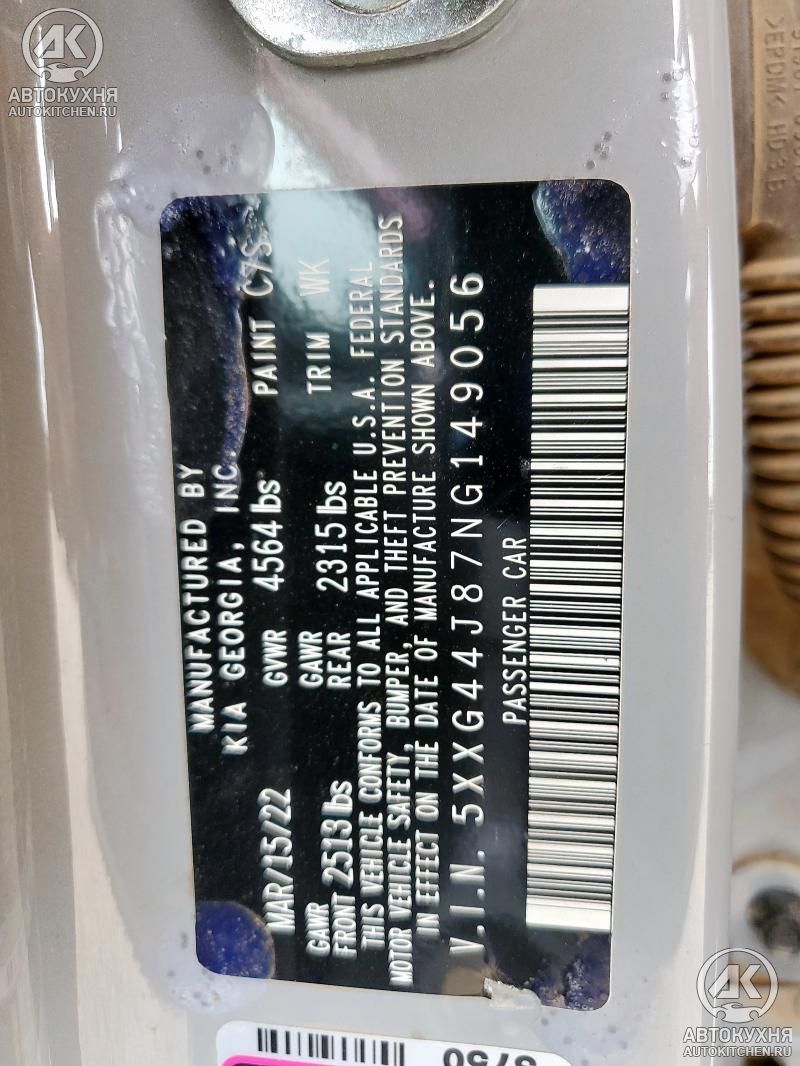 АВТОКУХНЯ
AUTOKITCHEN.RU
>EPDM<
MANUFACTURED BY
KIA GEORGIA, INC.
MAR/15/22 GVWR 4564 lbs PAINT C7S
GAWR FRONT 2513 lbs GAWR REAR 2315 lbs TRIM WK
THIS VEHICLE CONFORMS TO ALL APPLICABLE U.S.A. FEDERAL
MOTOR VEHICLE SAFETY, BUMPER, AND THEFT PREVENTION STANDARDS
IN EFFECT ON THE DATE OF MANUFACTURE SHOWN ABOVE.
V.I.N. 5XXG44J87NG149056
PASSENGER CAR
АВТОКУХНЯ
AUTOKITCHEN.RU